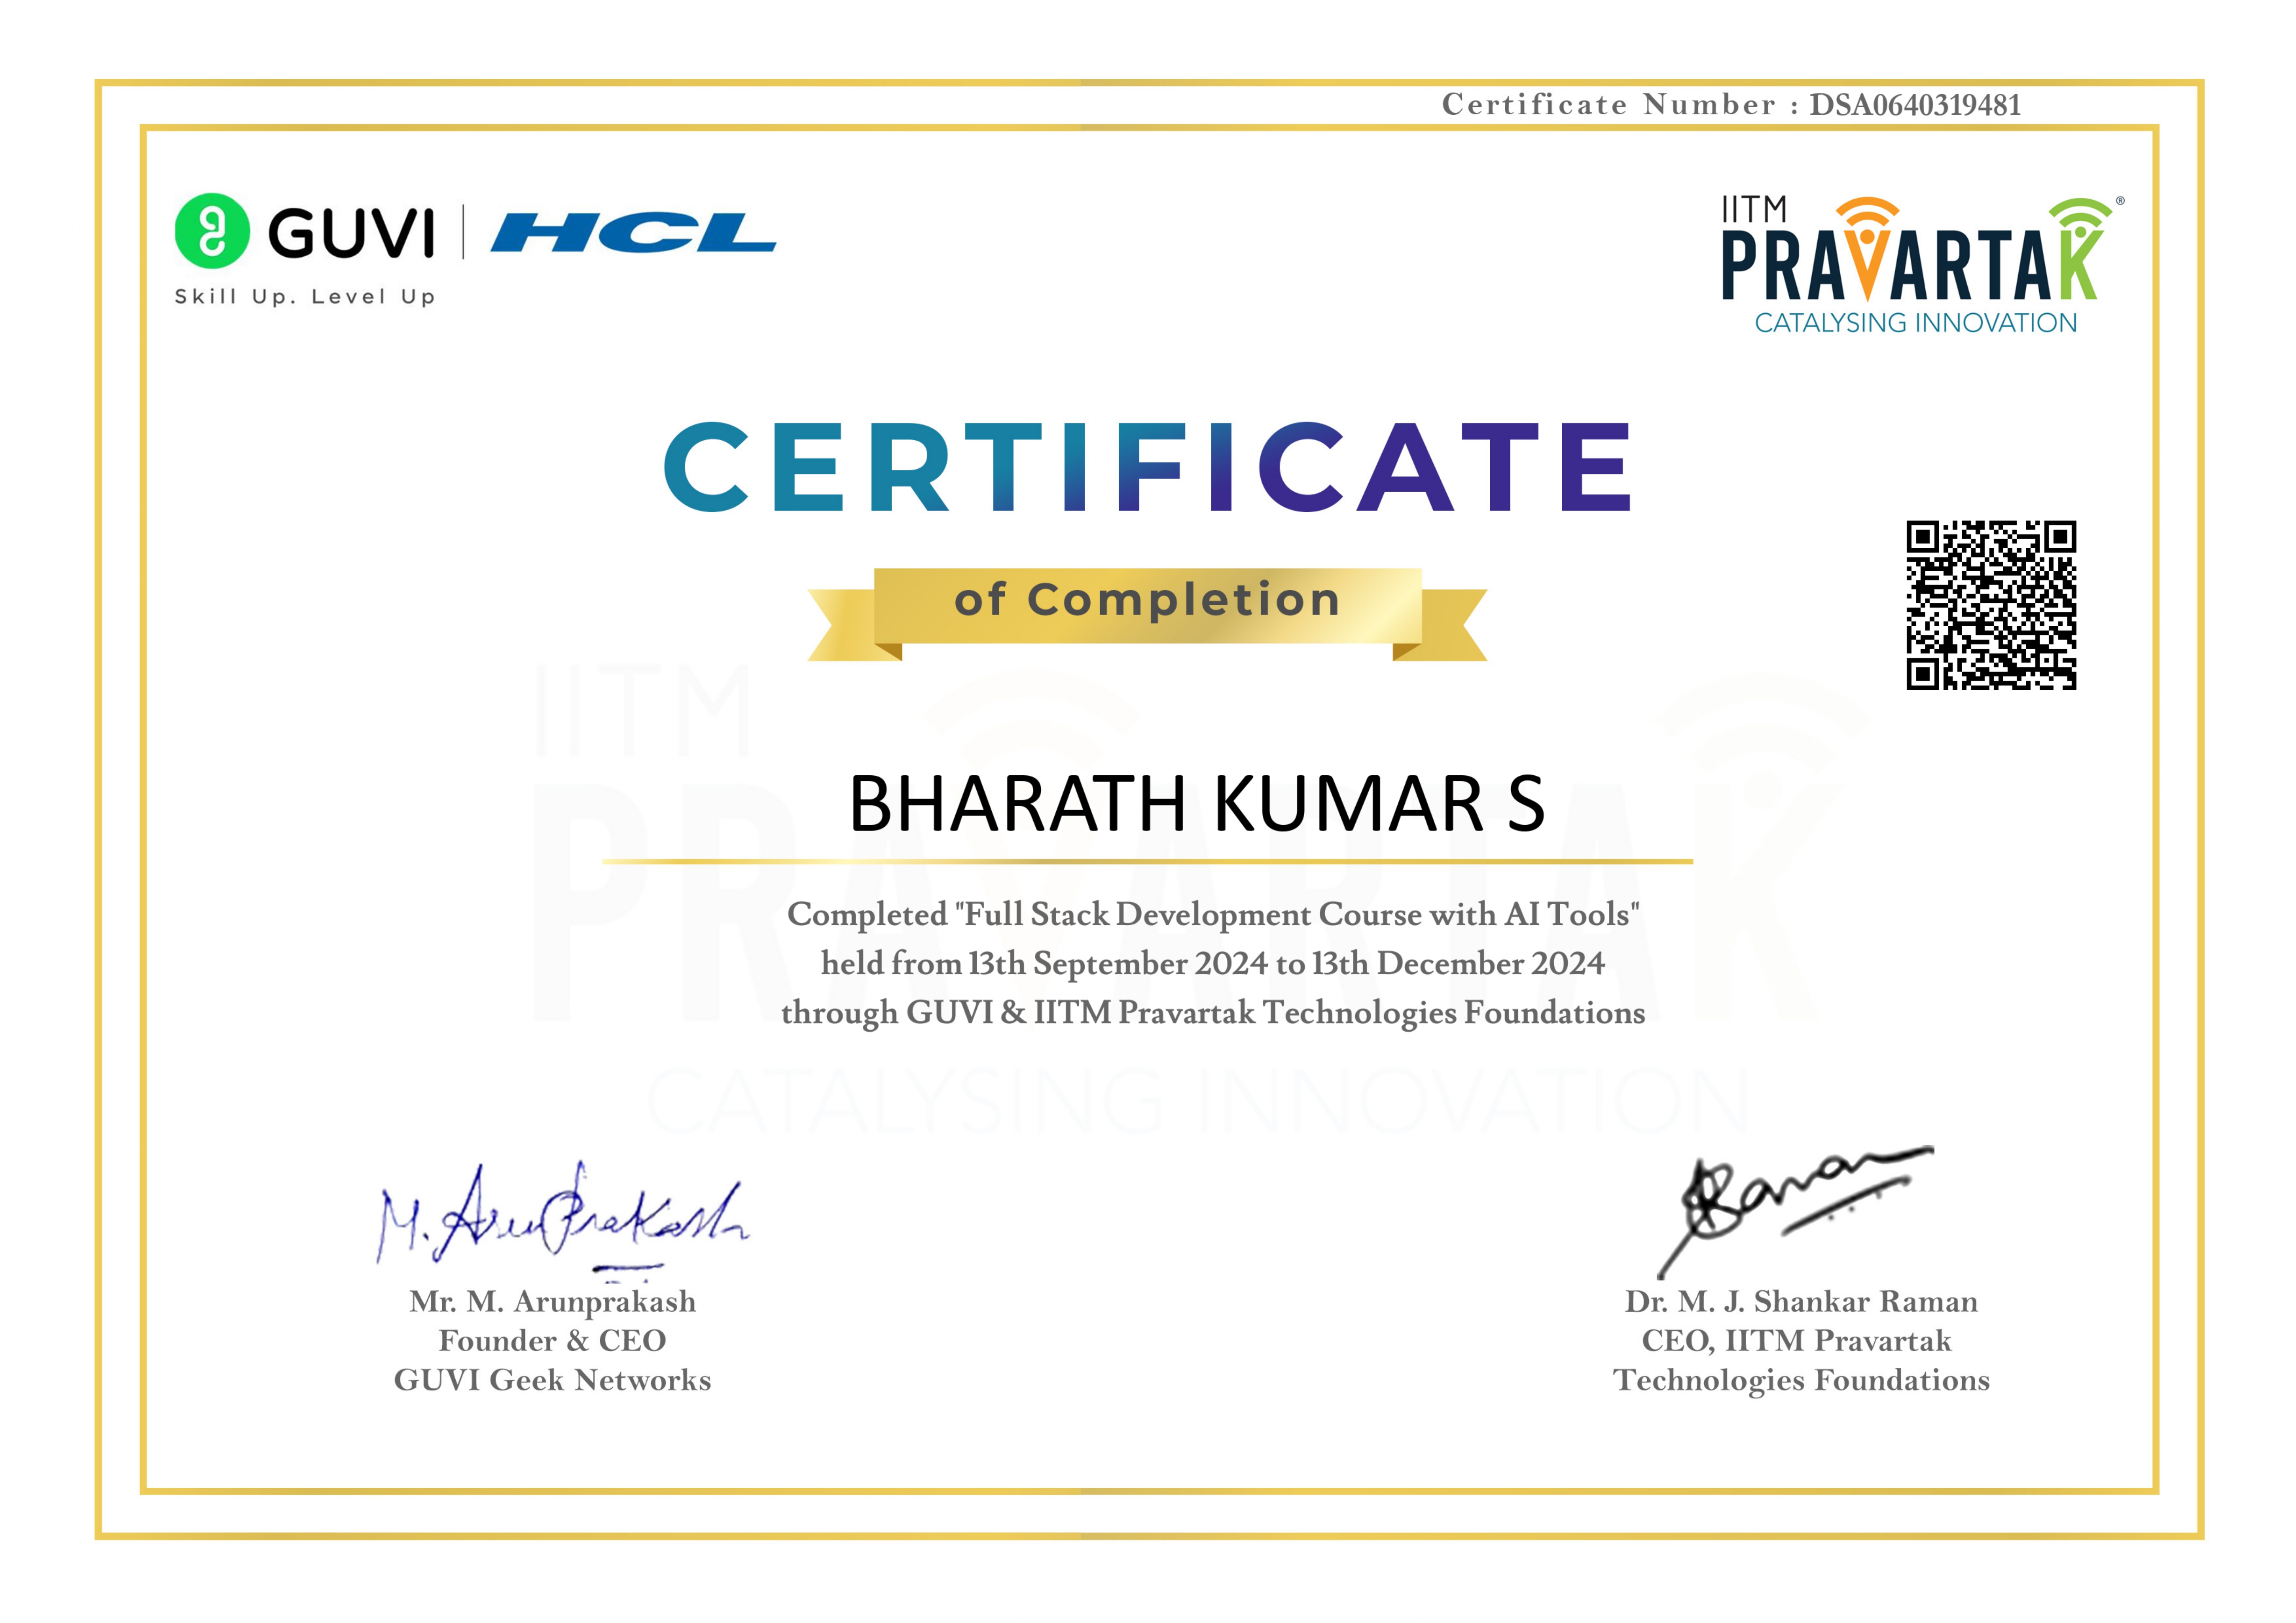 Certificate Number : DSA0640319481
GUVI | HCL
Skill Up. Level Up
IITM
PRAVARTAK®
CATALYSING INNOVATION
CERTIFICATE
of Completion
IITM
PRAVARTAK
CATALYSING INNOVATION
BHARATH KUMAR S
Completed "Full Stack Development Course with AI Tools"
held from 13th September 2024 to 13th December 2024
through GUVI & IITM Pravartak Technologies Foundations
M. ArunPrakash
Mr. M. Arunprakash
Founder & CEO
GUVI Geek Networks
Raman
Dr. M. J. Shankar Raman
CEO, IITM Pravartak
Technologies Foundations